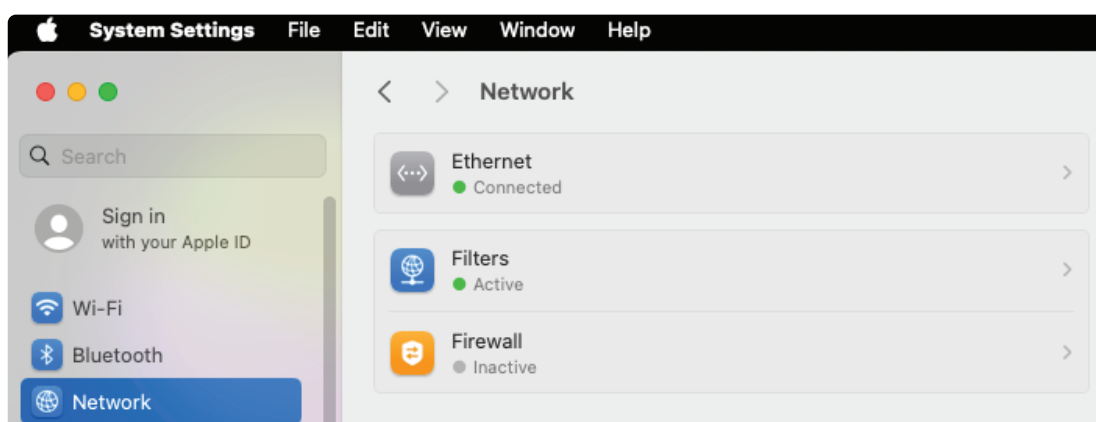 System Settings File Edit View Window Help
Network
Search
Sign in
with your Apple ID
Wi-Fi
Bluetooth
Network
Ethernet
Connected
Filters
Active
Firewall
Inactive